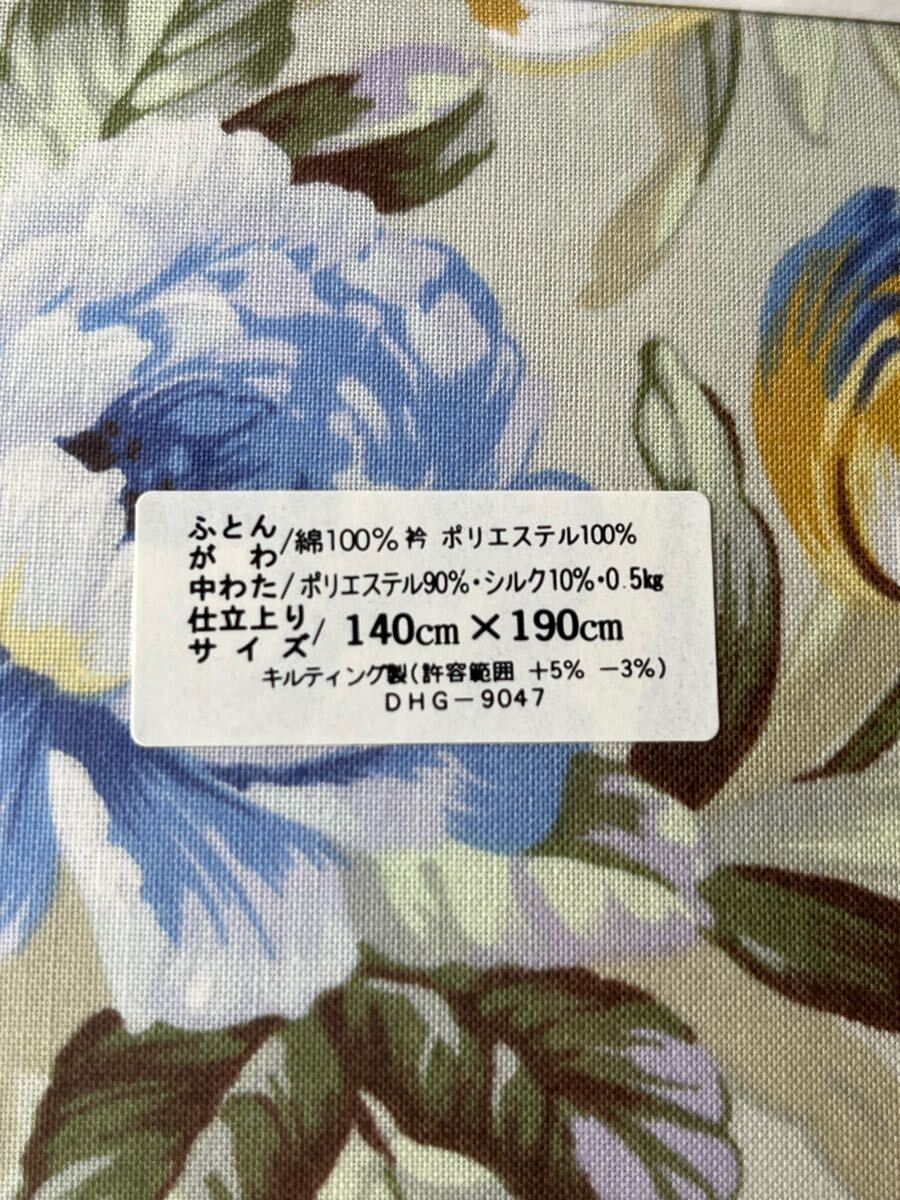 ふとんがわ/綿100% 衿 ポリエステル100%
中わた/ポリエステル90%・シルク10%・0.5kg
仕立上りサイズ/140cm×190cm
キルティング製(許容範囲 +5% -3%)
DHG-9047